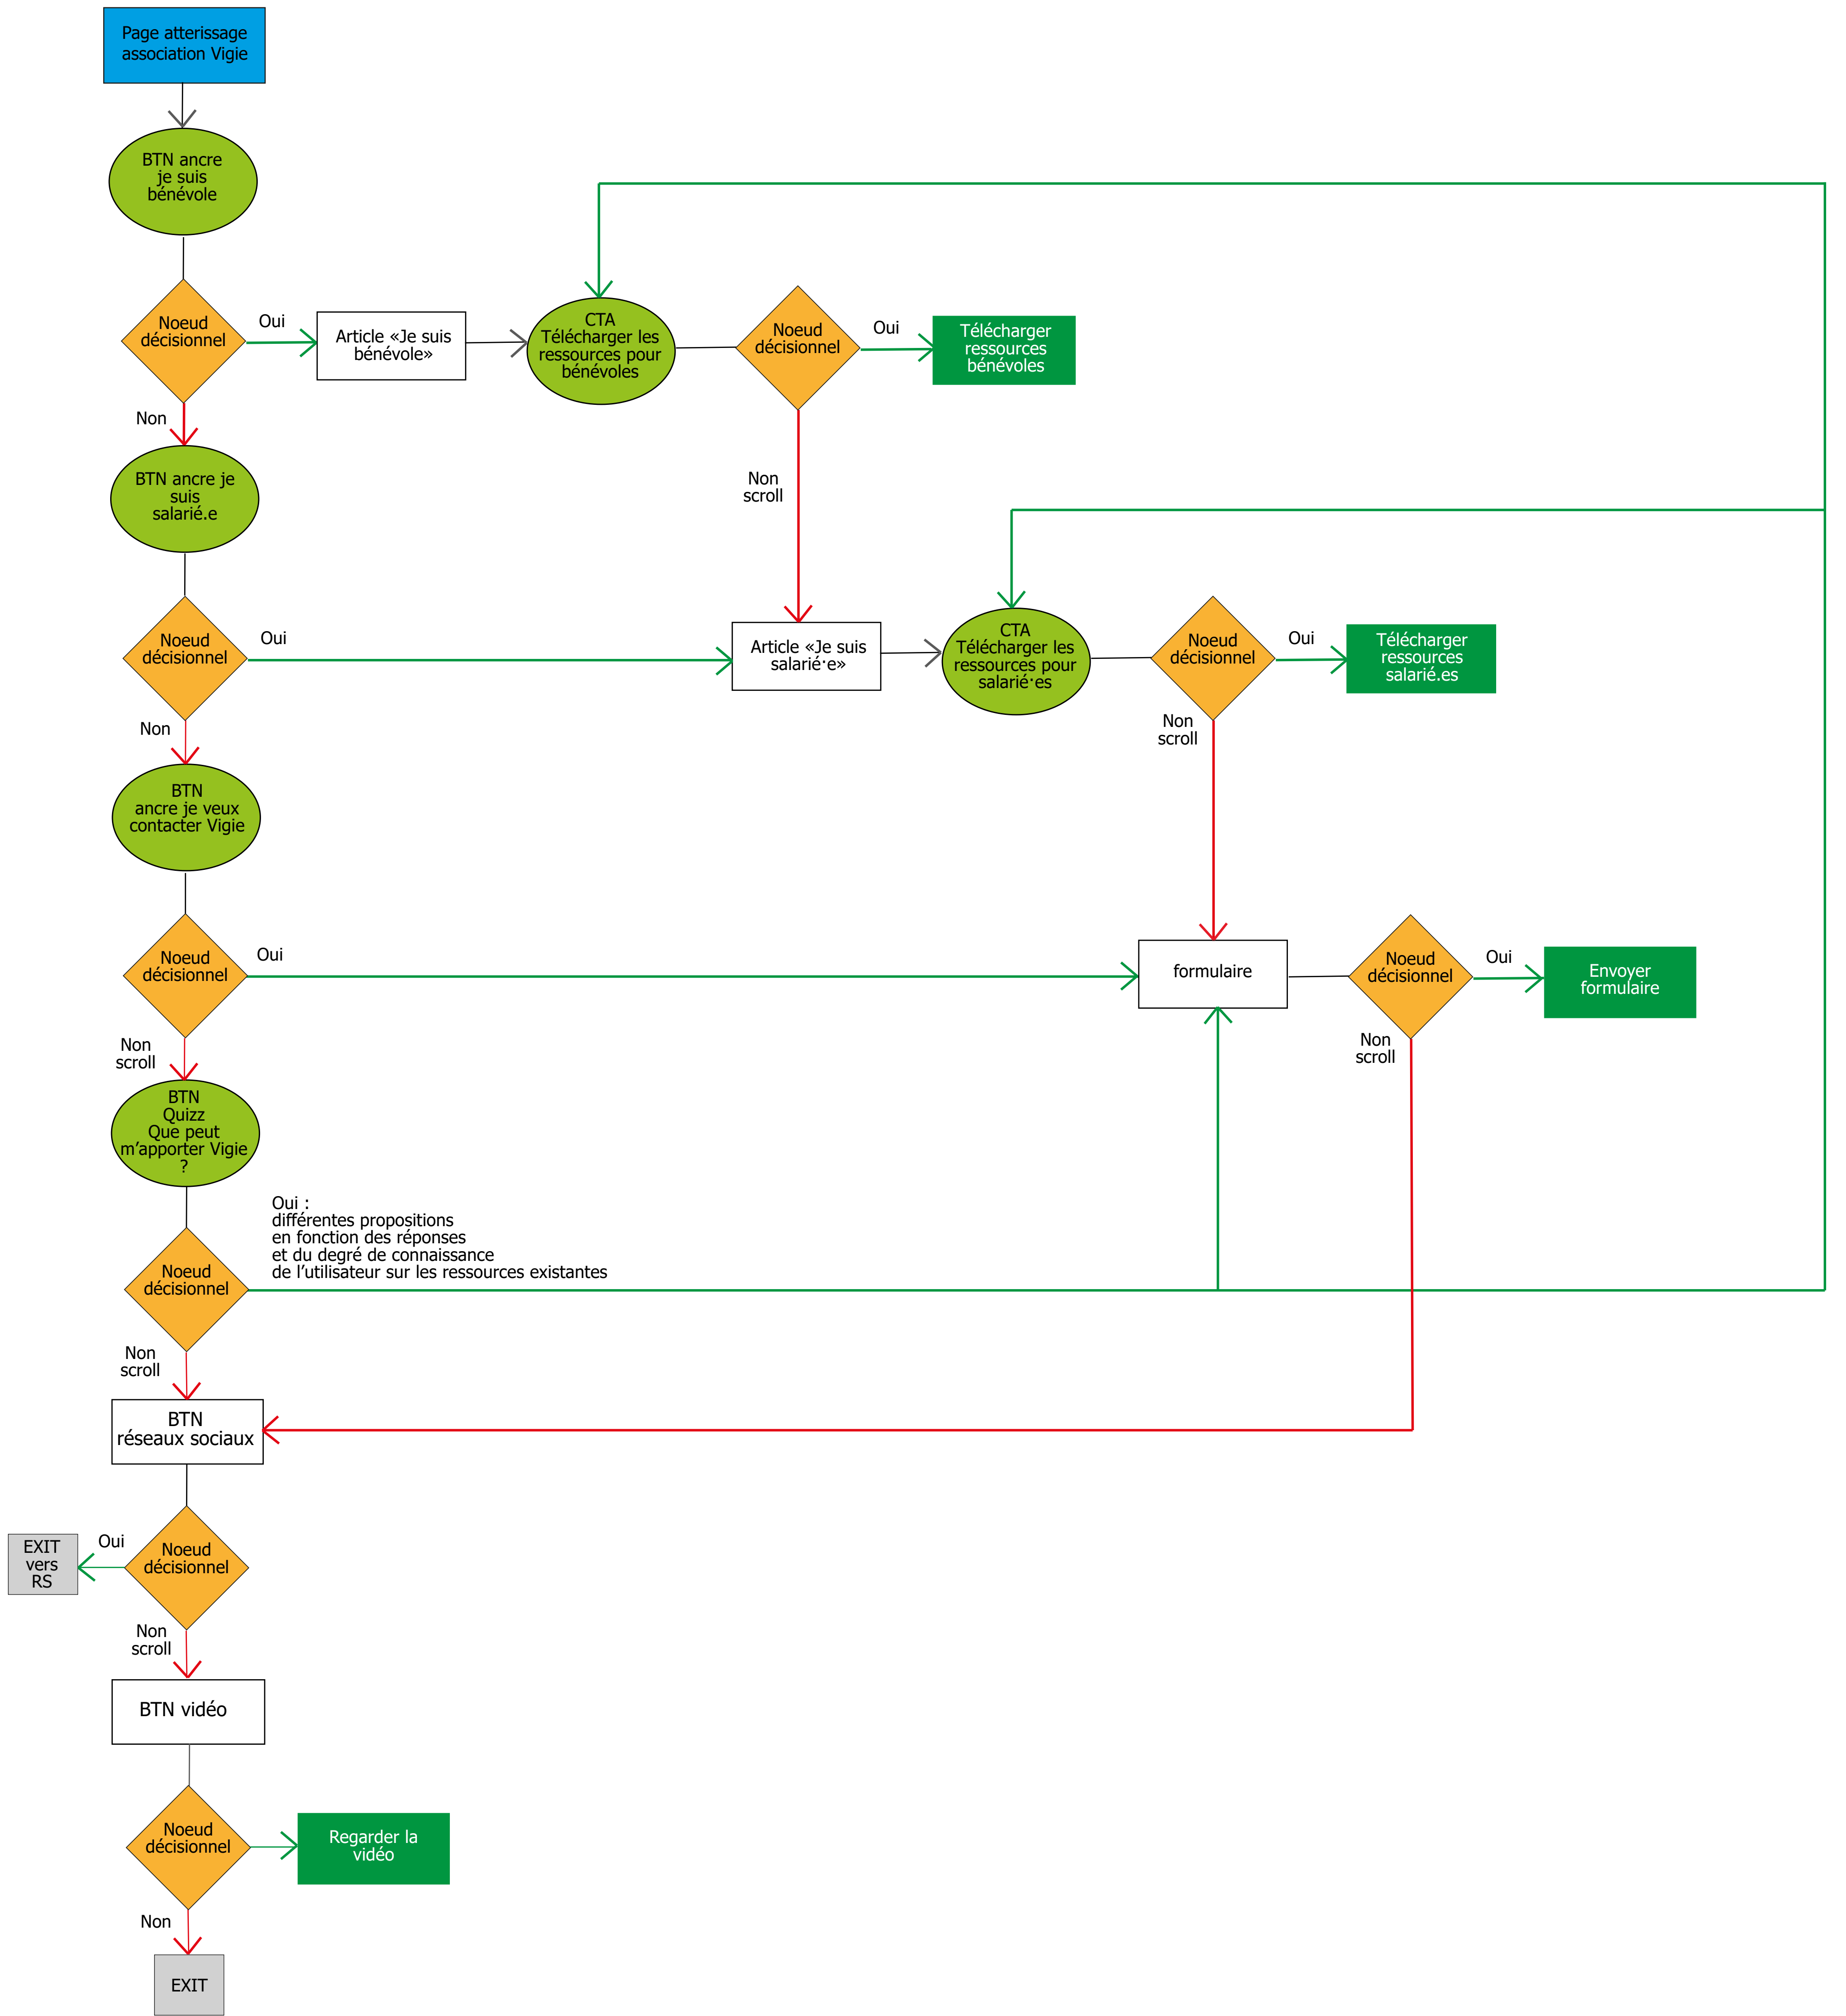 Page atterissage
association Vigie
BTN ancre
je suis
bénévole
Noeud
décisionnel
Oui
Article «Je suis
bénévole»
CTA
Télécharger les
ressources pour
bénévoles
Noeud
décisionnel
Oui
Télécharger
ressources
bénévoles
Non
Non
scroll
BTN ancre je
suis
salarié.e
Noeud
décisionnel
Oui
Article «Je suis
salarié·e»
CTA
Télécharger les
ressources pour
salarié·es
Noeud
décisionnel
Oui
Télécharger
ressources
salarié.es
Non
Non
scroll
BTN
ancre je veux
contacter Vigie
Noeud
décisionnel
Oui
formulaire
Noeud
décisionnel
Oui
Envoyer
formulaire
Non
scroll
Non
scroll
BTN
Quizz
Que peut
m’apporter Vigie
?
Oui :
différentes propositions
en fonction des réponses
et du degré de connaissance
de l’utilisateur sur les ressources existantes
Noeud
décisionnel
Non
scroll
BTN
réseaux sociaux
EXIT
vers
RS
Oui
Noeud
décisionnel
Non
scroll
BTN vidéo
Noeud
décisionnel
Regarder la
vidéo
Non
EXIT